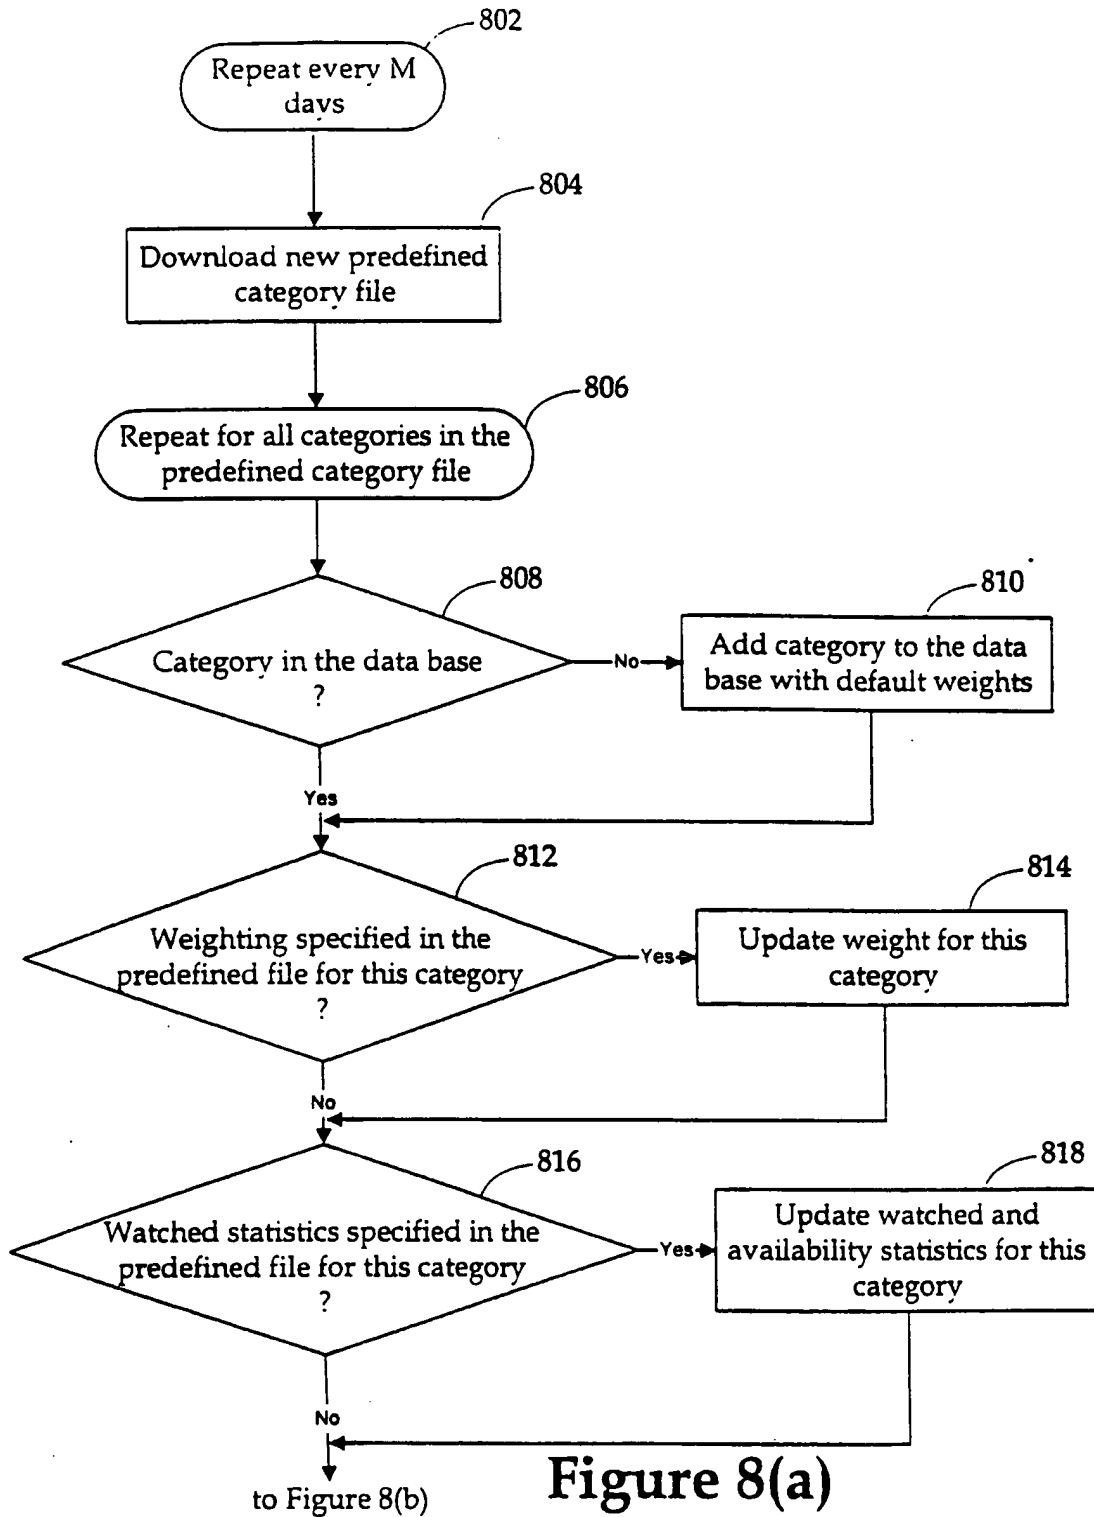 802
Repeat every M
days
804
Download new predefined
category file
806
Repeat for all categories in the
predefined category file
808
Category in the data base
?
No
810
Add category to the data
base with default weights
Yes
812
Weighting specified in the
predefined file for this category
?
Yes
814
Update weight for this
category
No
816
Watched statistics specified in the
predefined file for this category
?
Yes
818
Update watched and
availability statistics for this
category
No
to Figure 8(b)
Figure 8(a)